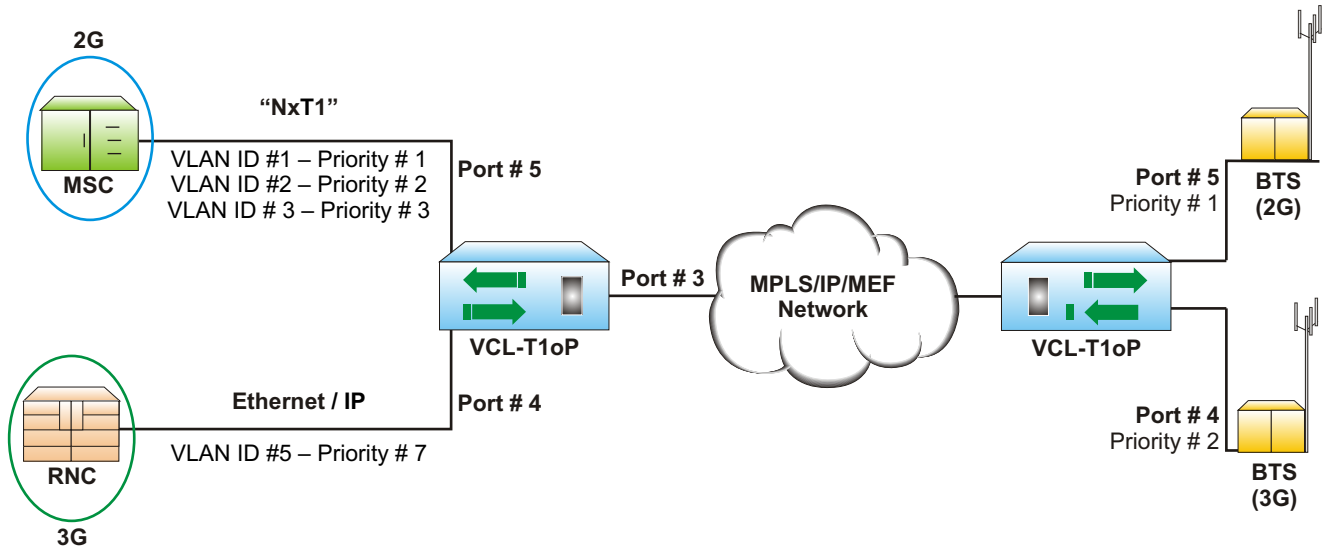 2G
“NxT1”
VLAN ID #1 – Priority # 1
VLAN ID #2 – Priority # 2
VLAN ID # 3 – Priority # 3
MSC
Port # 5
Port # 3
VCL-T1oP
MPLS/IP/MEF
Network
VCL-T1oP
Port # 5
Priority # 1
BTS
(2G)
Ethernet / IP
Port # 4
VLAN ID #5 – Priority # 7
RNC
3G
Port # 4
Priority # 2
BTS
(3G)